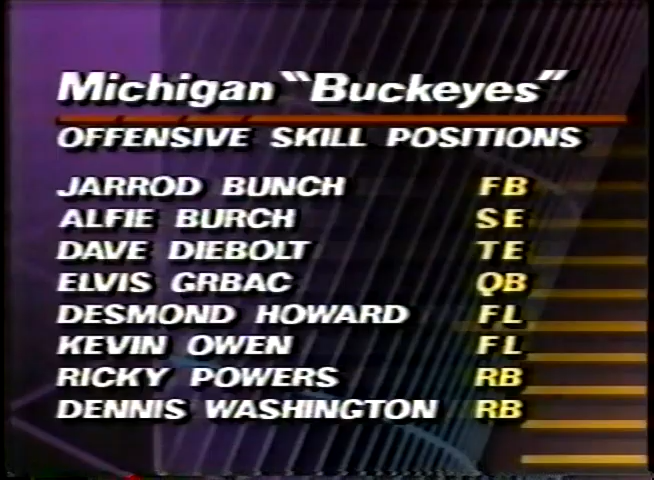 Michigan "Buckeyes"
OFFENSIVE SKILL POSITIONS
JARROD BUNCH FB
ALFIE BURCH SE
DAVE DIEBOLT TE
ELVIS GRBAC QB
DESMOND HOWARD FL
KEVIN OWEN FL
RICKY POWERS RB
DENNIS WASHINGTON RB